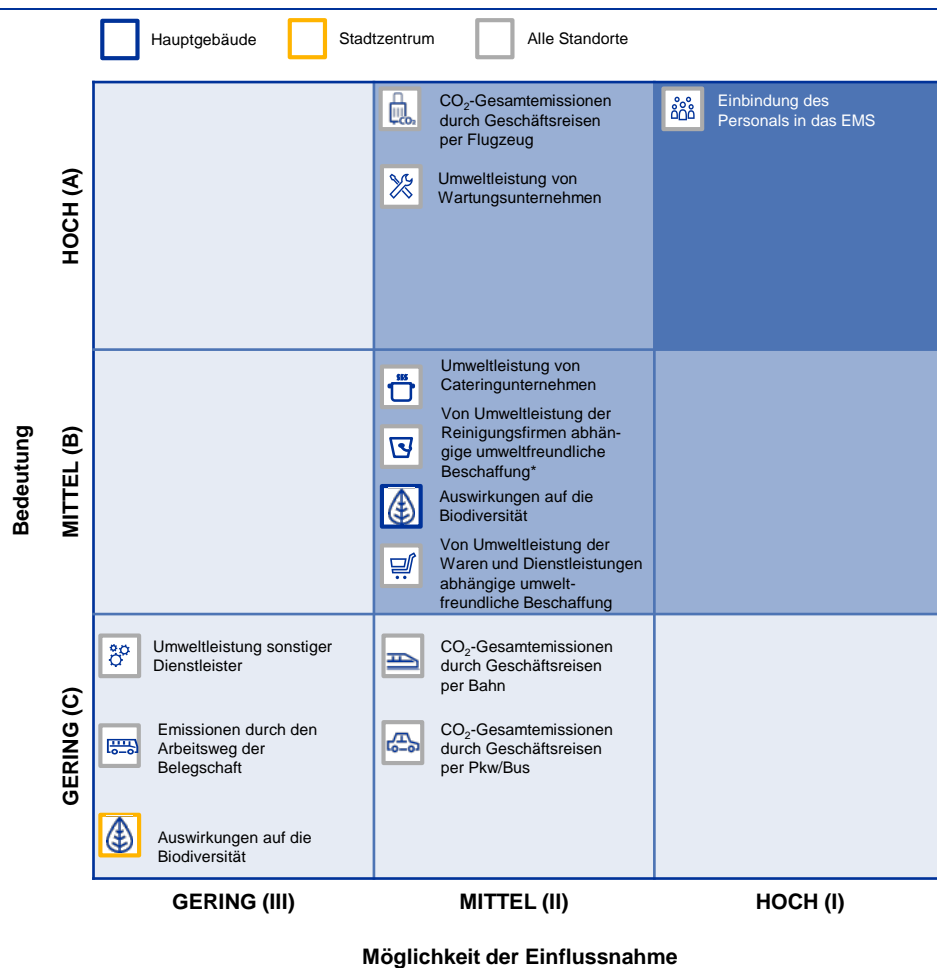 Hauptgebäude
Stadtzentrum
Alle Standorte
Bedeutung
HOCH (A)
CO₂
CO₂-Gesamtemissionen
durch Geschäftsreisen
per Flugzeug
Umweltleistung von
Wartungsunternehmen
Einbindung des
Personals in das EMS
MITTEL (B)
Umweltleistung von
Cateringunternehmen
Von Umweltleistung der
Reinigungsfirmen abhän-
gige umweltfreundliche
Beschaffung*
Auswirkungen auf die
Biodiversität
Von Umweltleistung der
Waren und Dienstleistungen
abhängige umwelt-
freundliche Beschaffung
GERING (C)
Umweltleistung sonstiger
Dienstleister
Emissionen durch den
Arbeitsweg der
Belegschaft
Auswirkungen auf die
Biodiversität
CO₂-Gesamtemissionen
durch Geschäftsreisen
per Bahn
CO₂-Gesamtemissionen
durch Geschäftsreisen
per Pkw/Bus
GERING (III)
MITTEL (II)
HOCH (I)
Möglichkeit der Einflussnahme